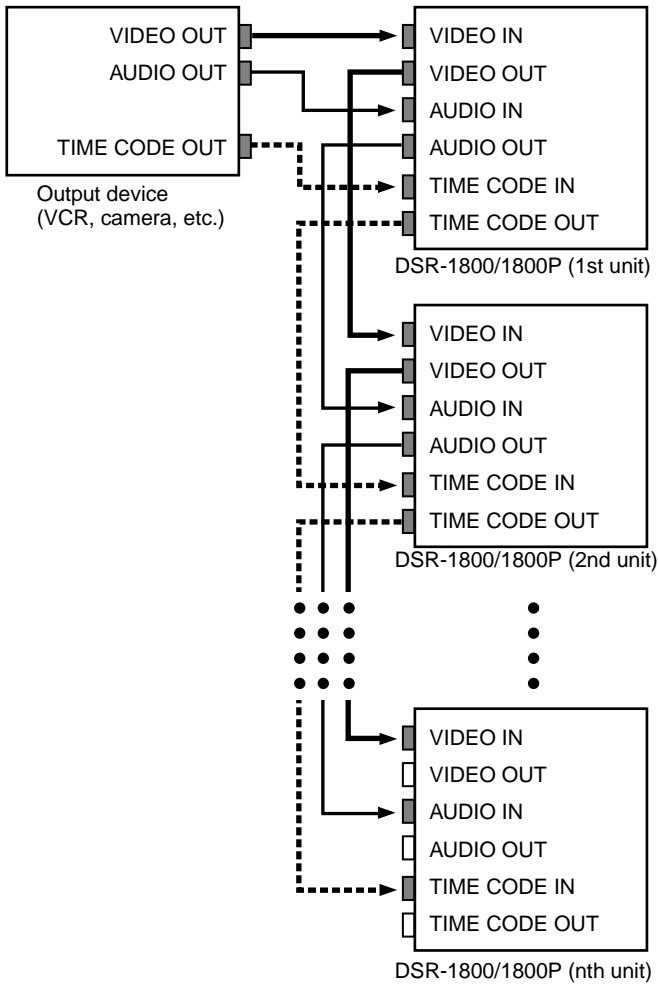 VIDEO OUT
AUDIO OUT
TIME CODE OUT
Output device
(VCR, camera, etc.)
VIDEO IN
VIDEO OUT
AUDIO IN
AUDIO OUT
TIME CODE IN
TIME CODE OUT
DSR-1800/1800P (1st unit)
VIDEO IN
VIDEO OUT
AUDIO IN
AUDIO OUT
TIME CODE IN
TIME CODE OUT
DSR-1800/1800P (2nd unit)
VIDEO IN
VIDEO OUT
AUDIO IN
AUDIO OUT
TIME CODE IN
TIME CODE OUT
DSR-1800/1800P (nth unit)